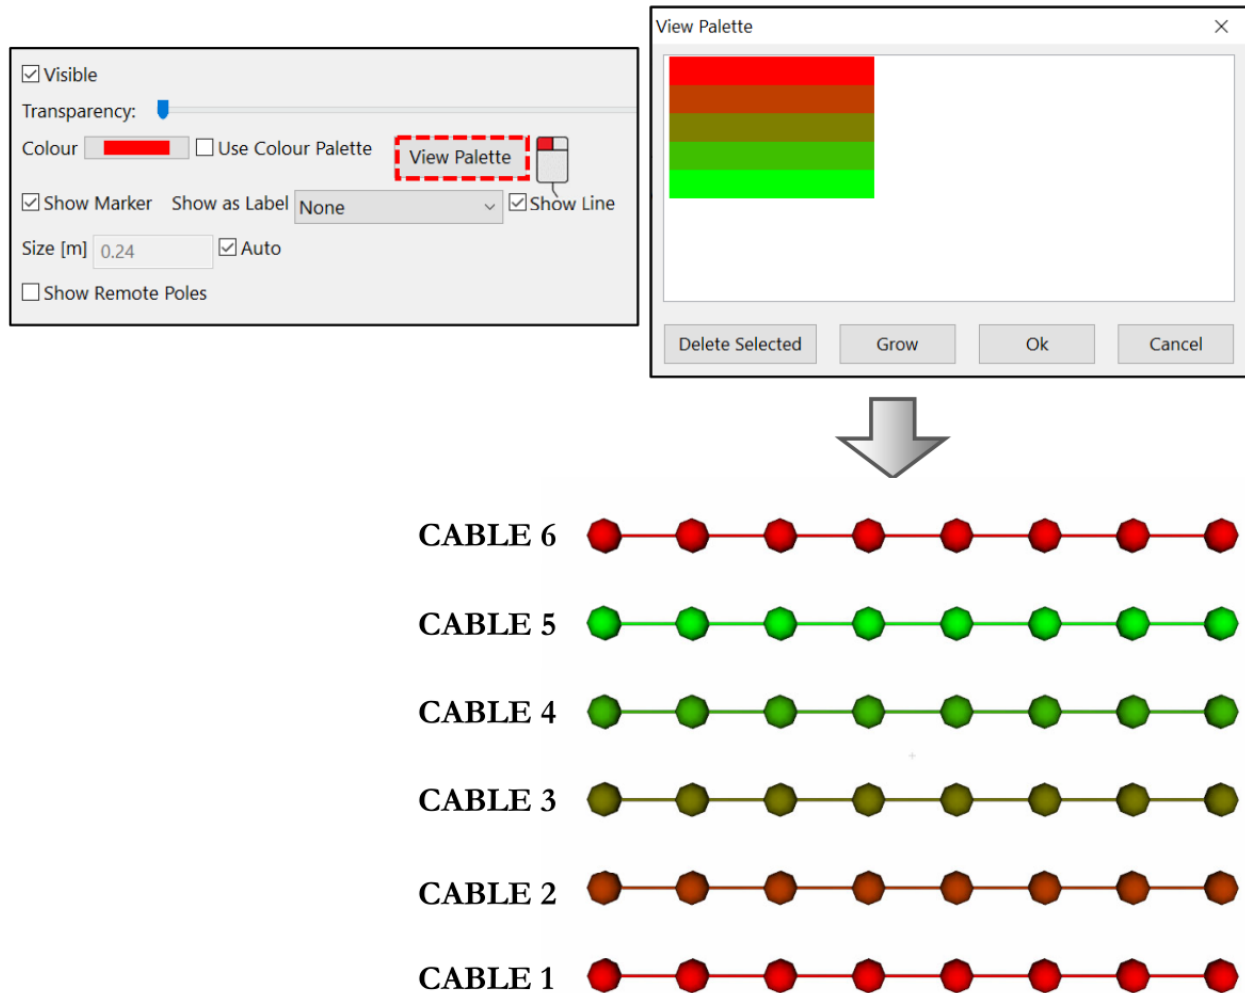 Visible
Transparency:
Colour Use Colour Palette View Palette
Show Marker Show as Label None Show Line
Size [m] 0.24 Auto
Show Remote Poles
View Palette
Delete Selected Grow Ok Cancel
CABLE 6
CABLE 5
CABLE 4
CABLE 3
CABLE 2
CABLE 1